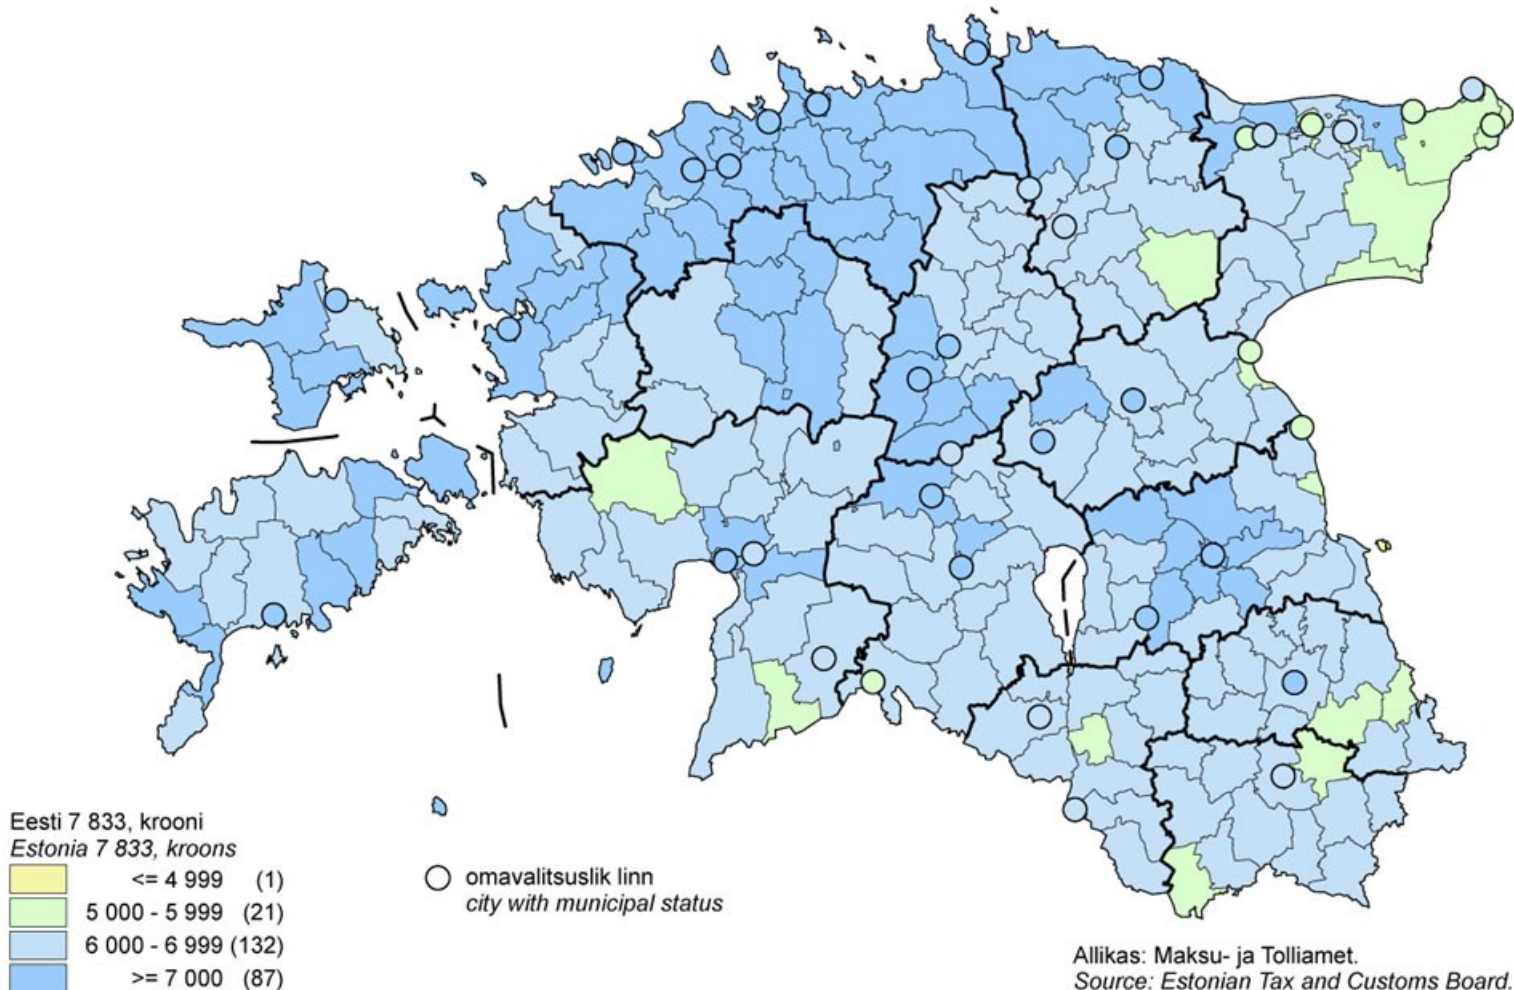 Eesti 7 833, krooni
Estonia 7 833, kroons
<= 4 999 (1)
5 000 - 5 999 (21)
6 000 - 6 999 (132)
>= 7 000 (87)
omavalitsuslik linn
city with municipal status
Allikas: Maksu- ja Tolliamet.
Source: Estonian Tax and Customs Board.